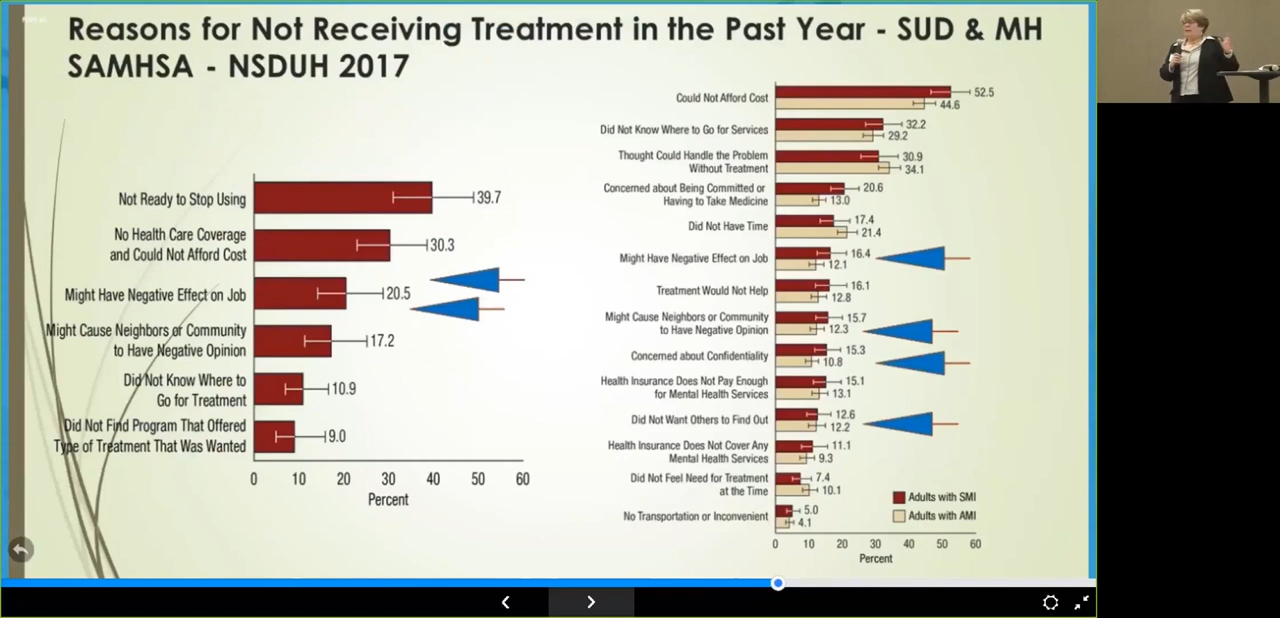 Reasons for Not Receiving Treatment in the Past Year - SUD & MH
SAMHSA - NSDUH 2017
Not Ready to Stop Using
39.7
No Health Care Coverage
and Could Not Afford Cost
30.3
Might Have Negative Effect on Job
20.5
Might Cause Neighbors or Community
to Have Negative Opinion
17.2
Did Not Know Where to
Go for Treatment
10.9
Did Not Find Program That Offered
Type of Treatment That Was Wanted
9.0
0 10 20 30 40 50 60
Percent
Could Not Afford Cost
52.5
44.6
Did Not Know Where to Go for Services
32.2
29.2
Thought Could Handle the Problem
Without Treatment
30.9
34.1
Concerned about Being Committed or
Having to Take Medicine
20.6
13.0
Did Not Have Time
17.4
21.4
Might Have Negative Effect on Job
16.4
12.1
Treatment Would Not Help
16.1
12.8
Might Cause Neighbors or Community
to Have Negative Opinion
15.7
12.3
Concerned about Confidentiality
15.3
10.8
Health Insurance Does Not Pay Enough
for Mental Health Services
15.1
13.1
Did Not Want Others to Find Out
12.6
12.2
Health Insurance Does Not Cover Any
Mental Health Services
11.1
9.3
Did Not Feel Need for Treatment
at the Time
7.4
10.1
No Transportation or Inconvenient
5.0
4.1
Adults with SMI
Adults with AMI
0 10 20 30 40 50 60
Percent